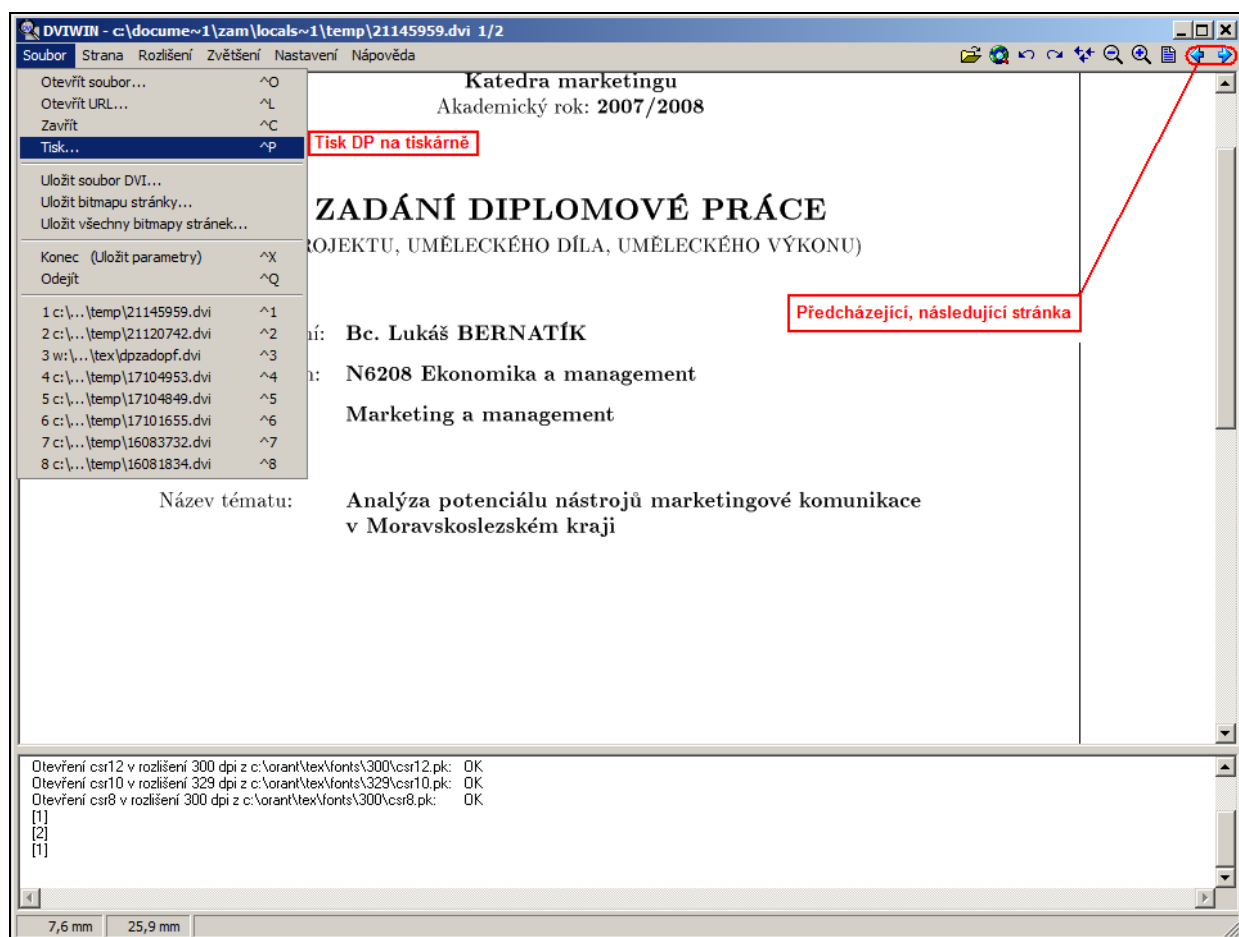 DVIWIN - c:\docume~1\zam\locals~1\temp\21145959.dvi 1/2
Soubor Strana Rozlišení Zvětšení Nastavení Nápověda
Otevřít soubor... ^O
Otevřít URL... ^L
Zavřít ^C
Tisk... ^P
Uložit soubor DVI...
Uložit bitmapu stránky...
Uložit všechny bitmapy stránek...
Konec (Uložit parametry) ^X
Odejít ^Q
1 c:\...\temp\21145959.dvi ^1
2 c:\...\temp\21120742.dvi ^2
3 w:\...\tex\dpzadopf.dvi ^3
4 c:\...\temp\17104953.dvi ^4
5 c:\...\temp\17104849.dvi ^5
6 c:\...\temp\17101655.dvi ^6
7 c:\...\temp\16083732.dvi ^7
8 c:\...\temp\16081834.dvi ^8
Tisk DP na tiskárně
Předcházející, následující stránka
Katedra marketingu
Akademický rok: 2007/2008
ZADÁNÍ DIPLOMOVÉ PRÁCE
ROJEKTU, UMĚLECKÉHO DÍLA, UMĚLECKÉHO VÝKONU)
ní: Bc. Lukáš BERNATÍK
: N6208 Ekonomika a management
Marketing a management
Název tématu: Analýza potenciálu nástrojů marketingové komunikace
v Moravskoslezském kraji
Otevření csr12 v rozlišení 300 dpi z c:\orant\tex\fonts\300\csr12.pk: OK
Otevření csr10 v rozlišení 329 dpi z c:\orant\tex\fonts\329\csr10.pk: OK
Otevření csr8 v rozlišení 300 dpi z c:\orant\tex\fonts\300\csr8.pk: OK
[1]
[2]
[1]
7,6 mm 25,9 mm